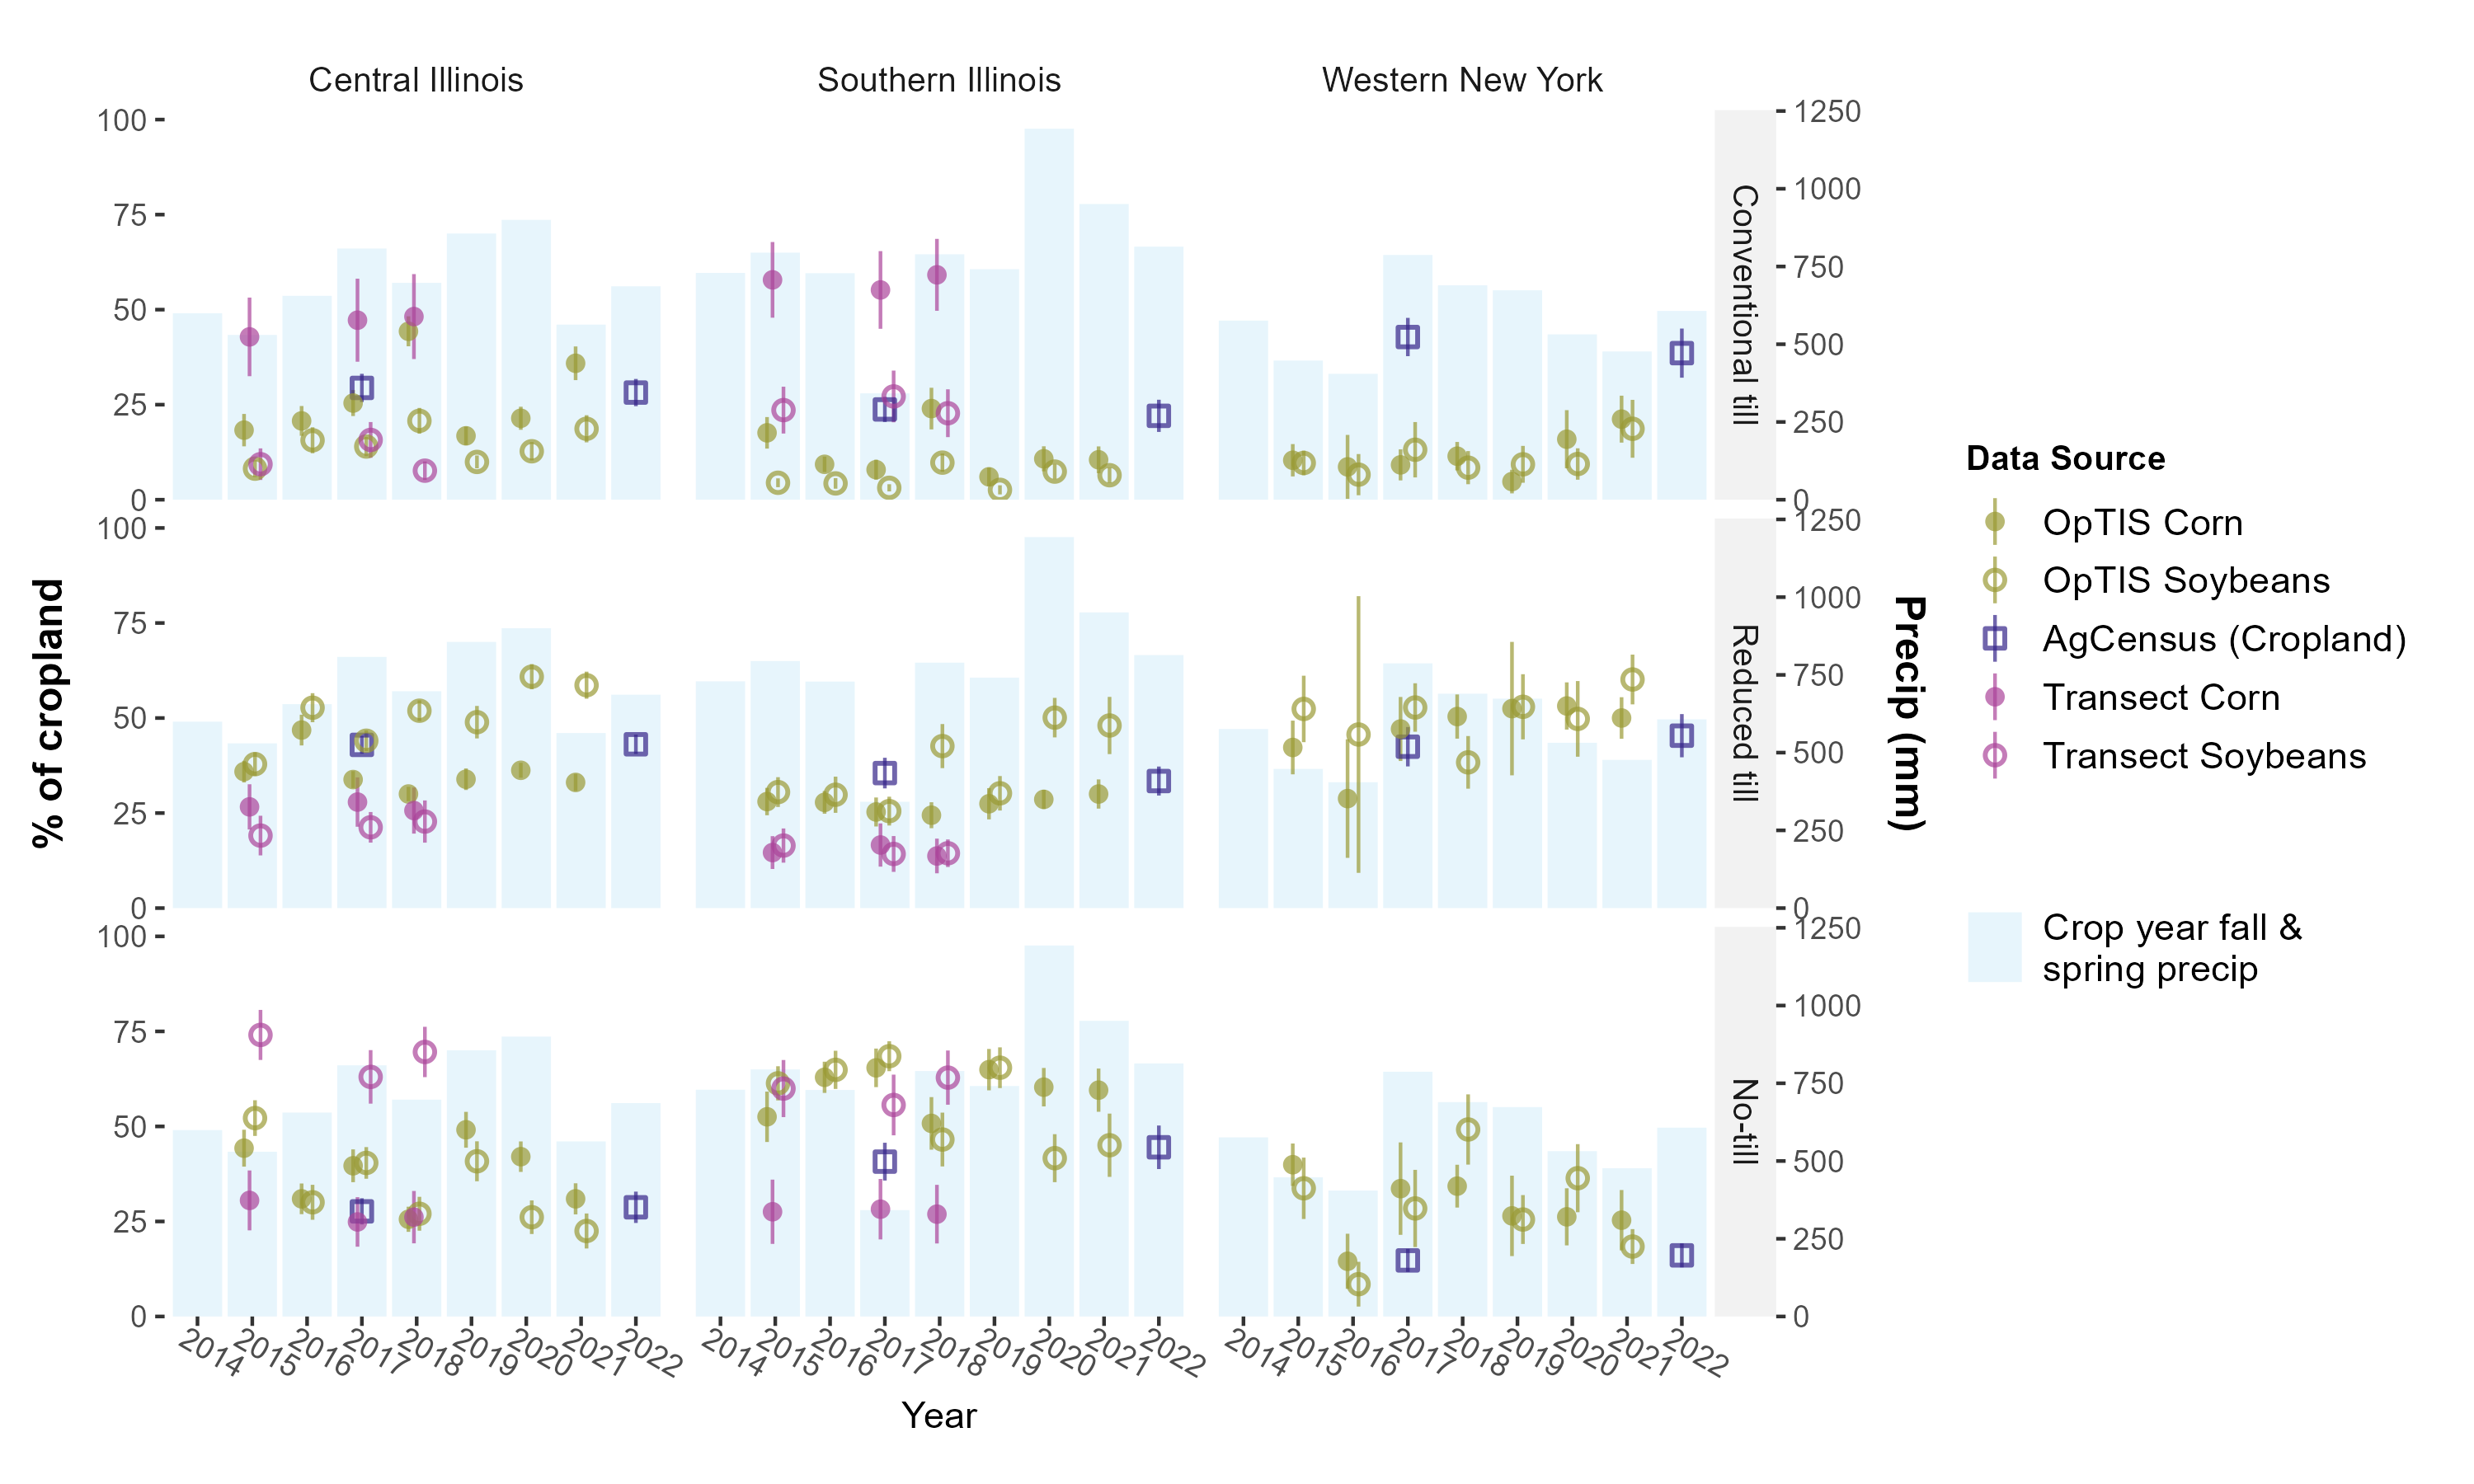 Central Illinois
Southern Illinois
Western New York
100
75
50
25
0
1250
1000
750
500
250
0
Conventional till
100
75
50
25
0
1250
1000
750
500
250
0
Reduced till
100
75
50
25
0
1250
1000
750
500
250
0
No-till
% of cropland
Precip (mm)
2014 2015 2016 2017 2018 2019 2020 2021 2022
2014 2015 2016 2017 2018 2019 2020 2021 2022
2014 2015 2016 2017 2018 2019 2020 2021 2022
Year
Data Source
OpTIS Corn
OpTIS Soybeans
AgCensus (Cropland)
Transect Corn
Transect Soybeans
Crop year fall &
spring precip